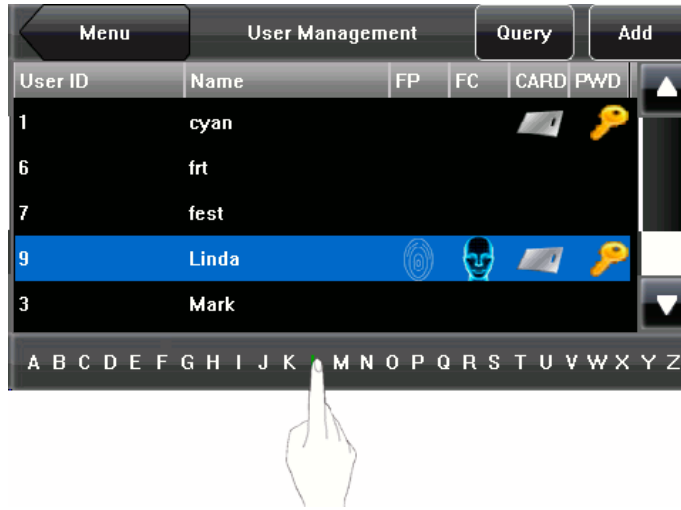 Menu User Management Query Add
User ID Name FP FC CARD PWD
1 cyan
6 frt
7 fest
9 Linda
3 Mark
A B C D E F G H I J K M N O P Q R S T U V W X Y Z